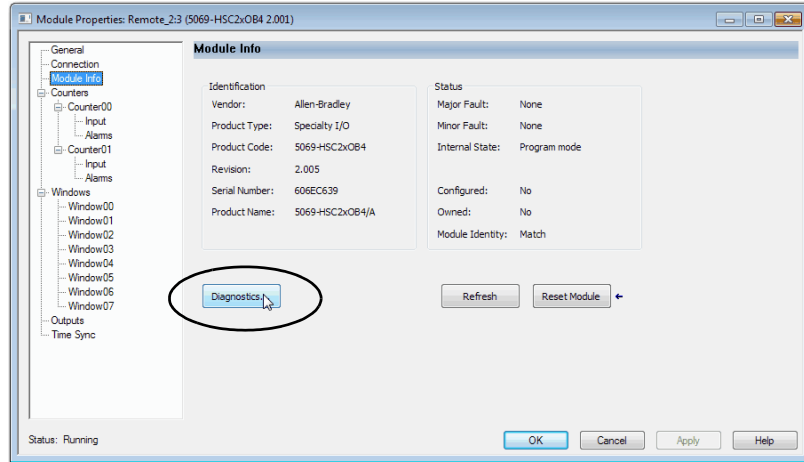 Module Properties: Remote_2:3 (5069-HSC2xOB4 2.001)
General
Connection
Module Info
Counters
Counter00
Input
Alarms
Counter01
Input
Alarms
Windows
Window00
Window01
Window02
Window03
Window04
Window05
Window06
Window07
Outputs
Time Sync
Module Info
Identification
Vendor: Allen-Bradley
Product Type: Specialty I/O
Product Code: 5069-HSC2xOB4
Revision: 2.005
Serial Number: 606EC639
Product Name: 5069-HSC2xOB4/A
Status
Major Fault: None
Minor Fault: None
Internal State: Program mode
Configured: No
Owned: No
Module Identity: Match
Diagnostics...
Refresh
Reset Module
Status: Running
OK
Cancel
Apply
Help